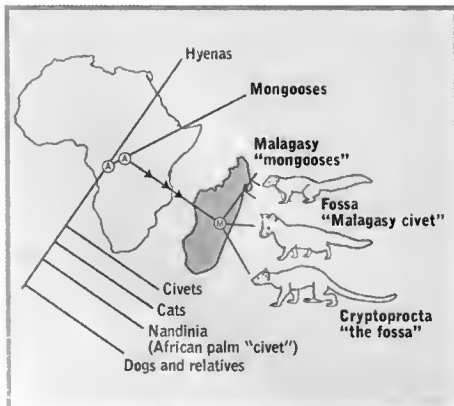 Hyenas
Mongooses
Malagasy
"mongooses"
Fossa
"Malagasy civet"
Cryptoprocta
"the fossa"
A
A
M
Civets
Cats
Nandinia
(African palm "civet")
Dogs and relatives